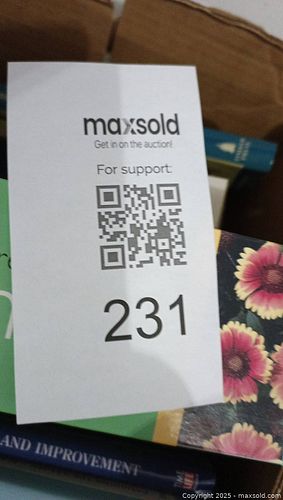 maxsold
Get in on the auction!
For support:
231
AND IMPROVEMENT
Copyright 2025 - maxsold.com